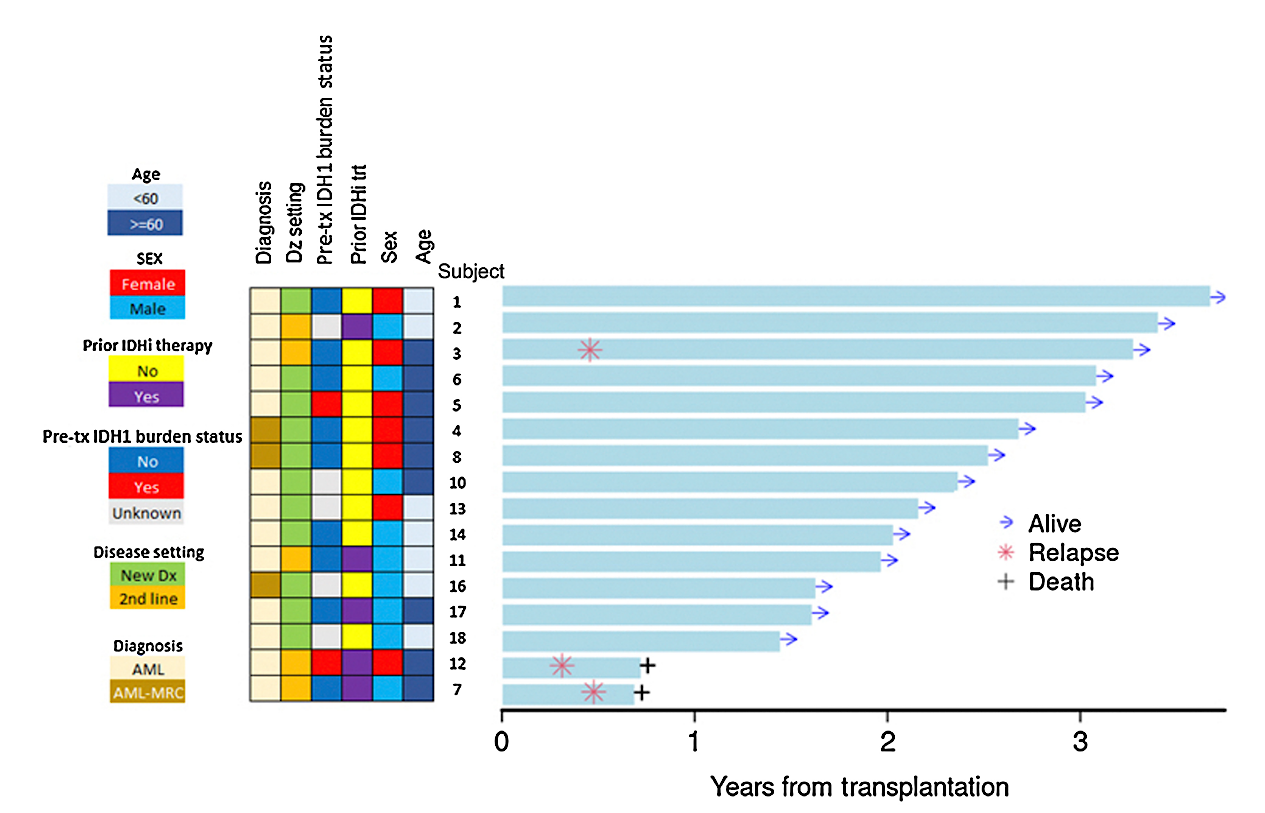 Age
<60
>=60
SEX
Female
Male
Prior IDHi therapy
No
Yes
Pre-tx IDH1 burden status
No
Yes
Unknown
Disease setting
New Dx
2nd line
Diagnosis
AML
AML-MRC
Diagnosis
Dz setting
Pre-tx IDH1 burden status
Prior IDHi trt
Sex
Age
Subject
1
2
3
6
5
4
8
10
13
14
11
16
17
18
12
7
Alive
Relapse
Death
0 1 2 3
Years from transplantation